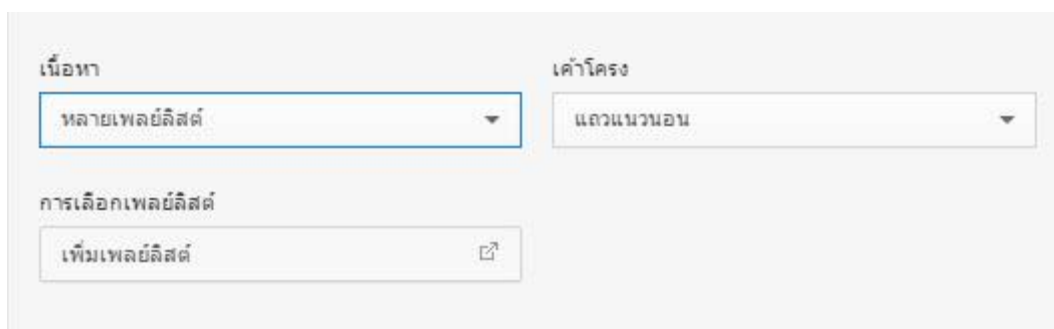 เนื้อหา
เค้าโครง
หลายเพลย์ลิสต์
แถวแนวนอน
การเลือกเพลย์ลิสต์
เพิ่มเพลย์ลิสต์